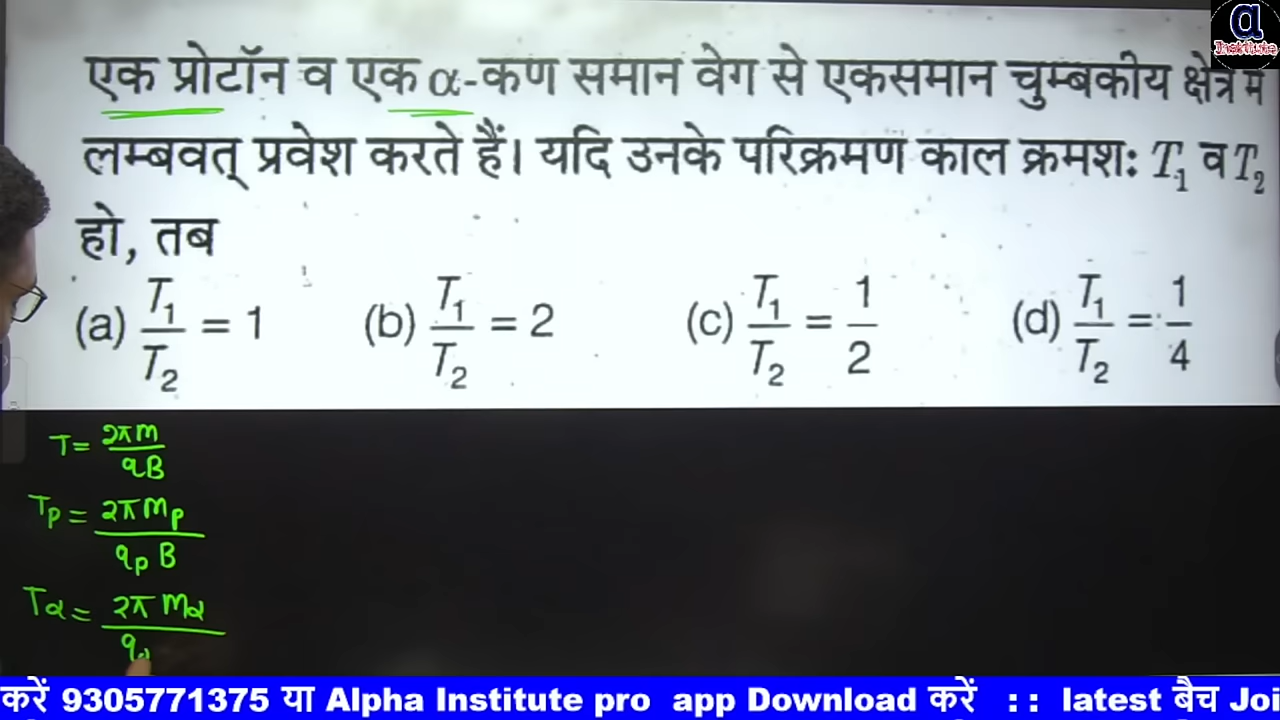 α
Institute
एक प्रोटॉन व एक α-कण समान वेग से एकसमान चुम्बकीय क्षेत्र में
लम्बवत् प्रवेश करते हैं। यदि उनके परिक्रमण काल क्रमशः T₁ व T₂
हो, तब
(a) T₁/T₂ = 1 (b) T₁/T₂ = 2 (c) T₁/T₂ = 1/2 (d) T₁/T₂ = 1/4
T = 2πm/qB
Tp = 2πmp/qpB
Tα = 2πmα/q
करें 9305771375 या Alpha Institute pro app Download करें :: latest बैच Joi